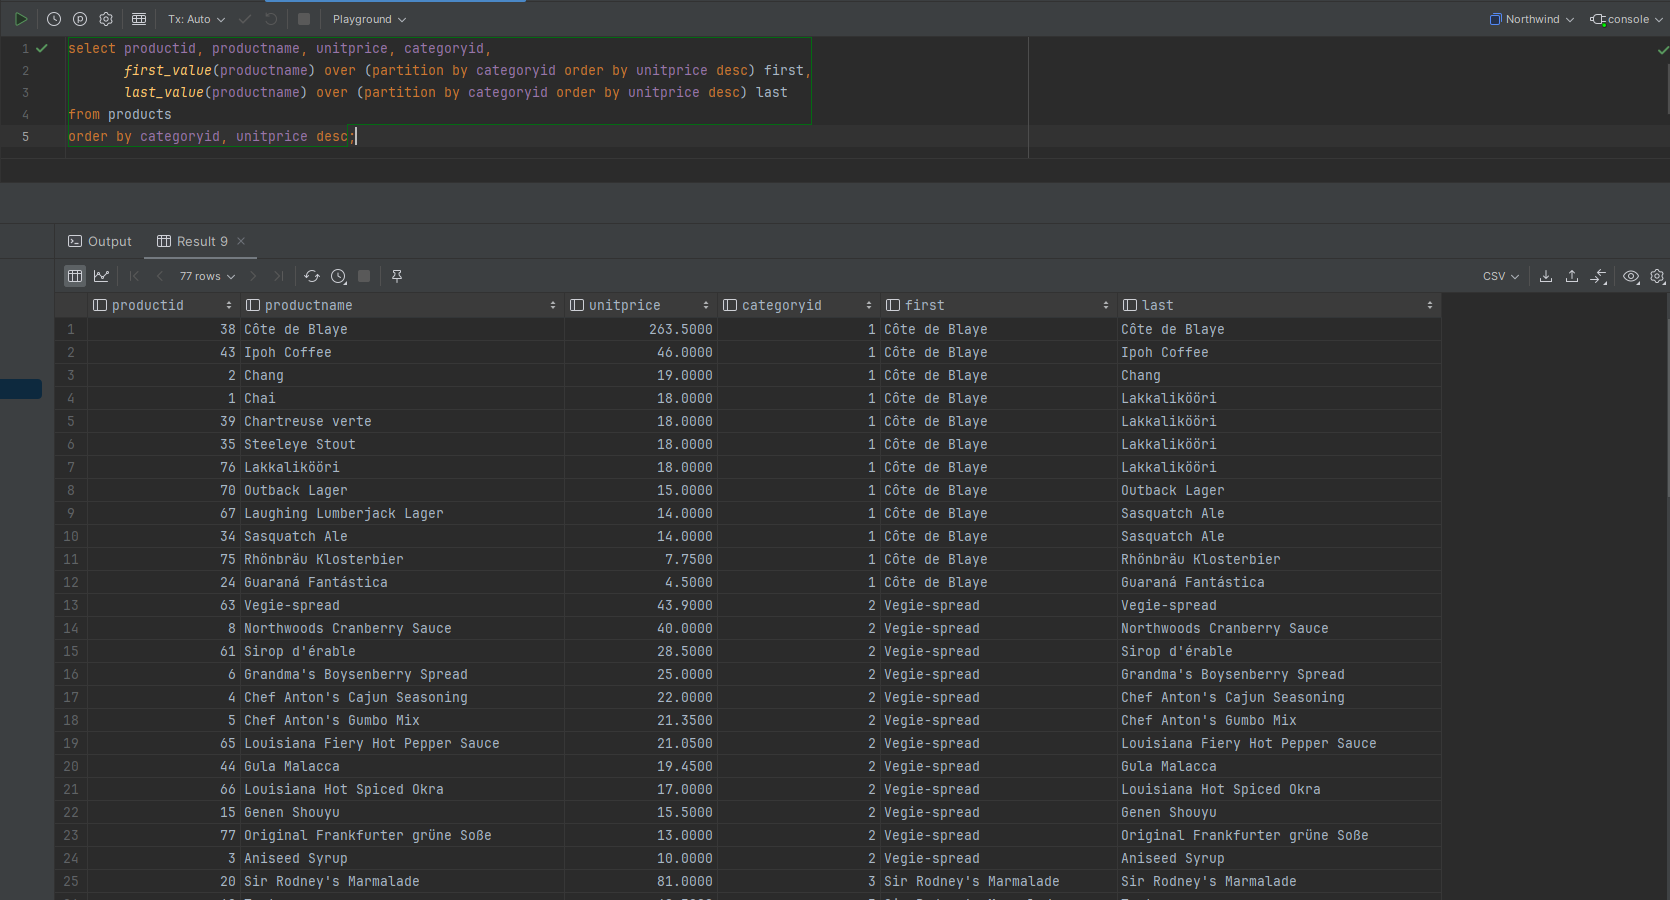 Tx: Auto Playground Northwind console
1 select productid, productname, unitprice, categoryid,
2 first_value(productname) over (partition by categoryid order by unitprice desc) first,
3 last_value(productname) over (partition by categoryid order by unitprice desc) last
4 from products
5 order by categoryid, unitprice desc;
Output Result 9
77 rows CSV
productid productname unitprice categoryid first last
1 38 Côte de Blaye 263.5000 1 Côte de Blaye Côte de Blaye
2 43 Ipoh Coffee 46.0000 1 Côte de Blaye Ipoh Coffee
3 2 Chang 19.0000 1 Côte de Blaye Chang
4 1 Chai 18.0000 1 Côte de Blaye Lakkalikööri
5 39 Chartreuse verte 18.0000 1 Côte de Blaye Lakkalikööri
6 35 Steeleye Stout 18.0000 1 Côte de Blaye Lakkalikööri
7 76 Lakkalikööri 18.0000 1 Côte de Blaye Lakkalikööri
8 70 Outback Lager 15.0000 1 Côte de Blaye Outback Lager
9 67 Laughing Lumberjack Lager 14.0000 1 Côte de Blaye Sasquatch Ale
10 34 Sasquatch Ale 14.0000 1 Côte de Blaye Sasquatch Ale
11 75 Rhönbräu Klosterbier 7.7500 1 Côte de Blaye Rhönbräu Klosterbier
12 24 Guaraná Fantástica 4.5000 1 Côte de Blaye Guaraná Fantástica
13 63 Vegie-spread 43.9000 2 Vegie-spread Vegie-spread
14 8 Northwoods Cranberry Sauce 40.0000 2 Vegie-spread Northwoods Cranberry Sauce
15 61 Sirop d'érable 28.5000 2 Vegie-spread Sirop d'érable
16 6 Grandma's Boysenberry Spread 25.0000 2 Vegie-spread Grandma's Boysenberry Spread
17 4 Chef Anton's Cajun Seasoning 22.0000 2 Vegie-spread Chef Anton's Cajun Seasoning
18 5 Chef Anton's Gumbo Mix 21.3500 2 Vegie-spread Chef Anton's Gumbo Mix
19 65 Louisiana Fiery Hot Pepper Sauce 21.0500 2 Vegie-spread Louisiana Fiery Hot Pepper Sauce
20 44 Gula Malacca 19.4500 2 Vegie-spread Gula Malacca
21 66 Louisiana Hot Spiced Okra 17.0000 2 Vegie-spread Louisiana Hot Spiced Okra
22 15 Genen Shouyu 15.5000 2 Vegie-spread Genen Shouyu
23 77 Original Frankfurter grüne Soße 13.0000 2 Vegie-spread Original Frankfurter grüne Soße
24 3 Aniseed Syrup 10.0000 2 Vegie-spread Aniseed Syrup
25 20 Sir Rodney's Marmalade 81.0000 3 Sir Rodney's Marmalade Sir Rodney's Marmalade